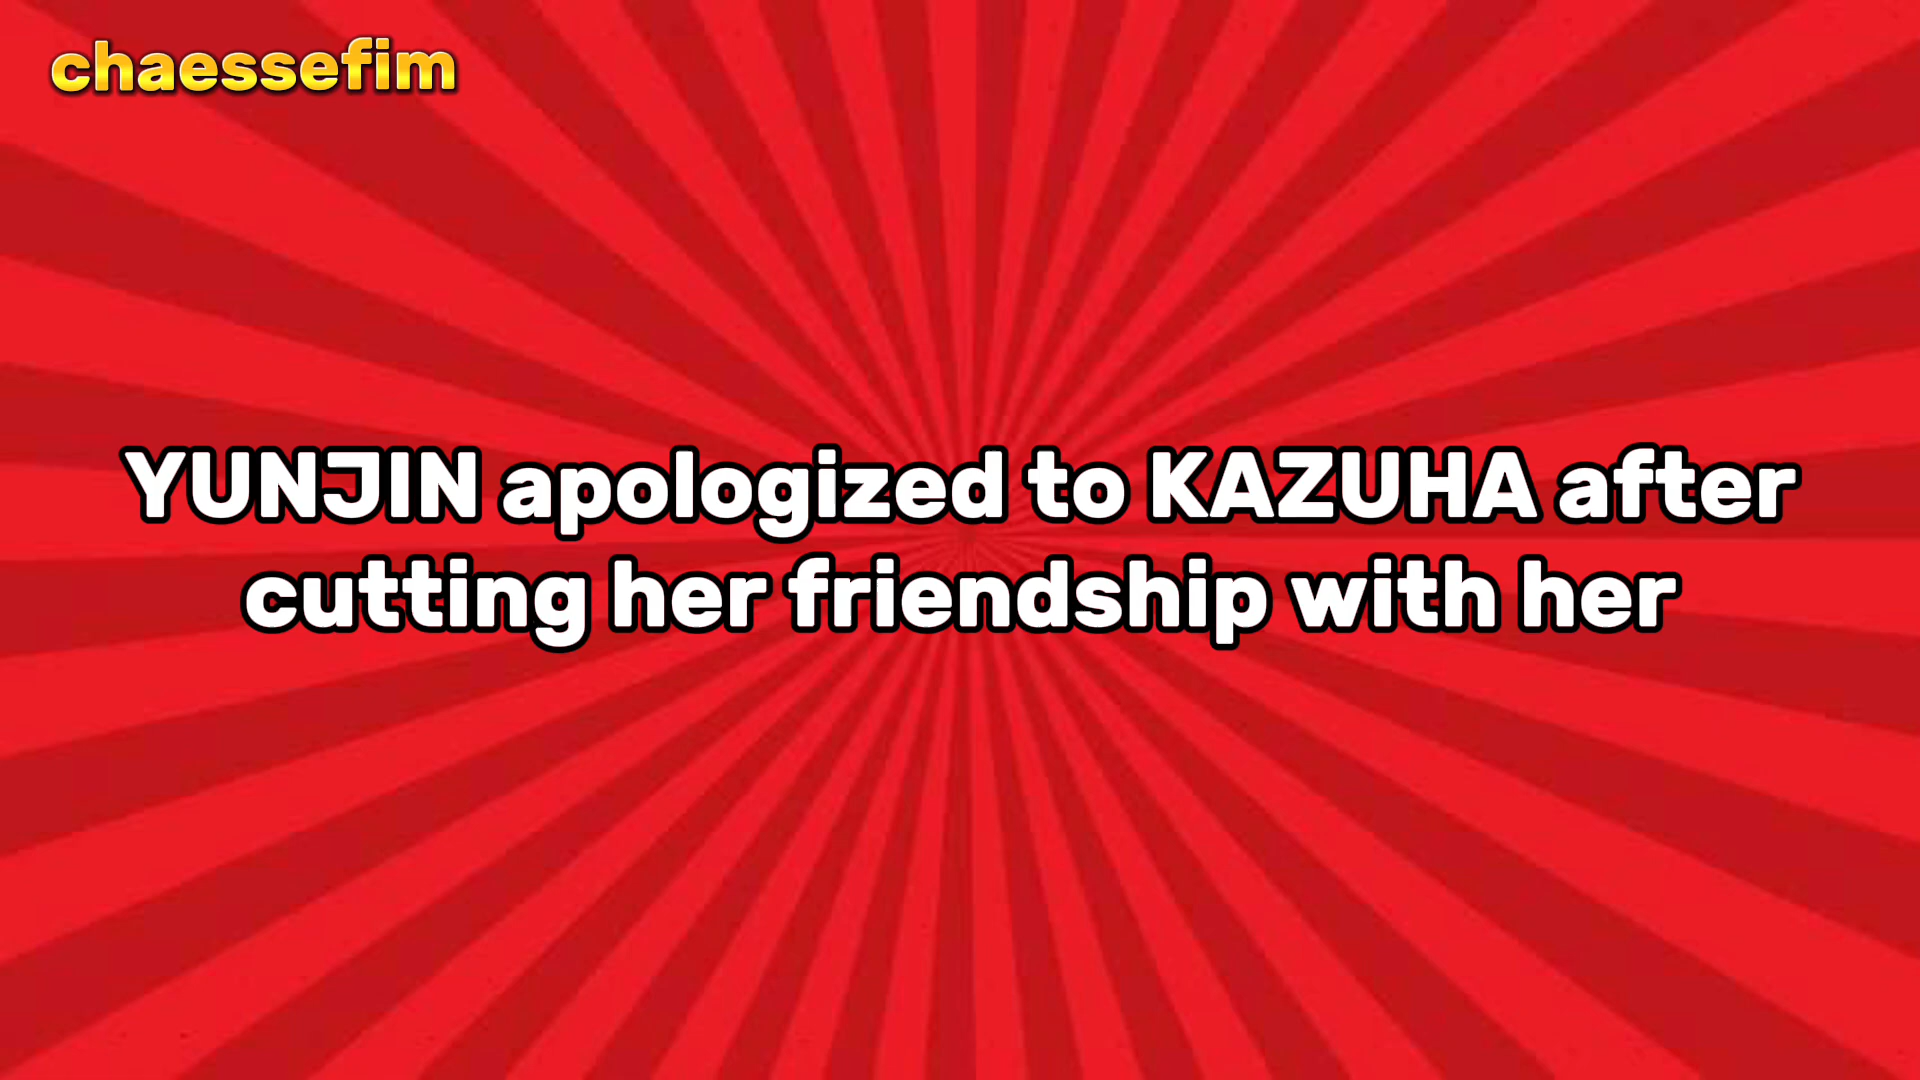 chaessefim
YUNJIN apologized to KAZUHA after
cutting her friendship with her